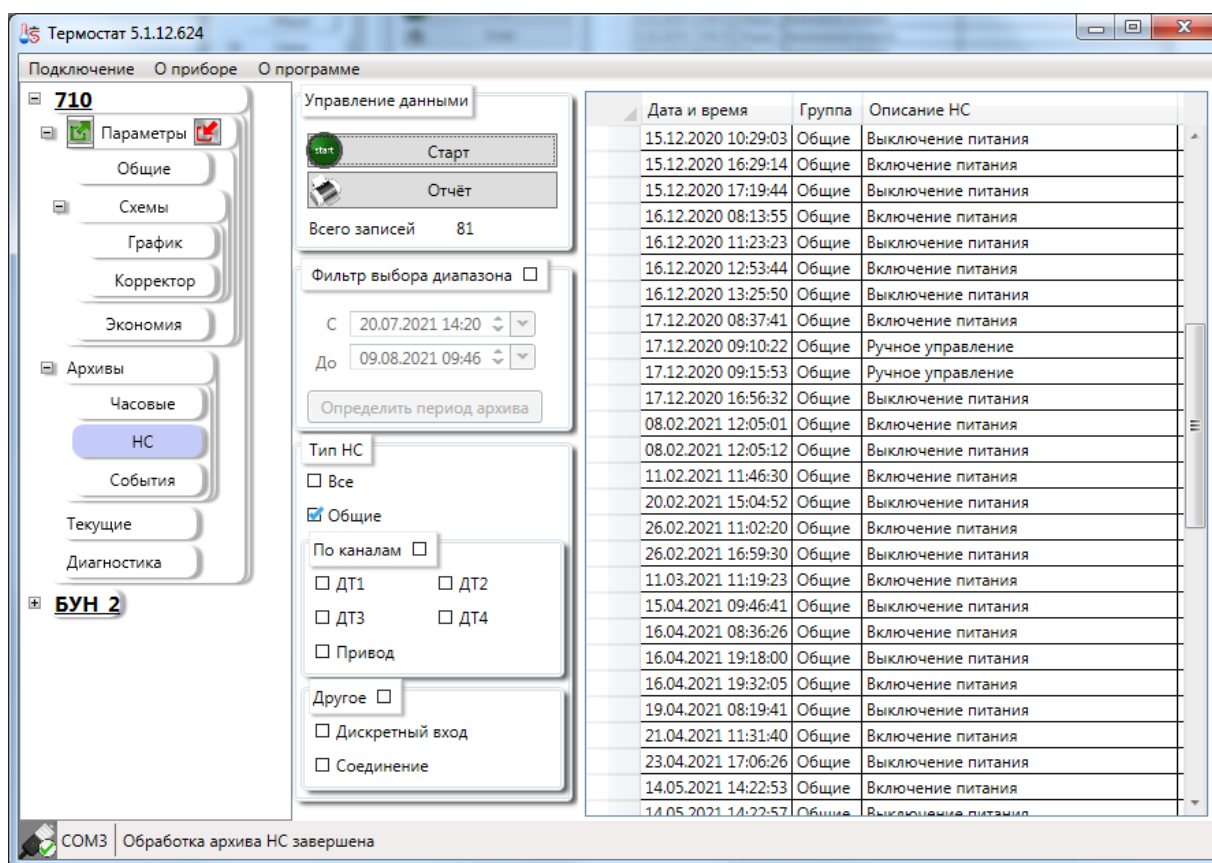 Термостат 5.1.12.624
Подключение О приборе О программе
710
Параметры
Общие
Схемы
График
Корректор
Экономия
Архивы
Часовые
НС
События
Текущие
Диагностика
БУН_2
Управление данными
start Старт
Отчёт
Всего записей 81
Фильтр выбора диапазона
С 20.07.2021 14:20
До 09.08.2021 09:46
Определить период архива
Тип НС
Все
Общие
По каналам
ДТ1 ДТ2
ДТ3 ДТ4
Привод
Другое
Дискретный вход
Соединение
Дата и время Группа Описание НС
15.12.2020 10:29:03 Общие Выключение питания
15.12.2020 16:29:14 Общие Включение питания
15.12.2020 17:19:44 Общие Выключение питания
16.12.2020 08:13:55 Общие Включение питания
16.12.2020 11:23:23 Общие Выключение питания
16.12.2020 12:53:44 Общие Включение питания
16.12.2020 13:25:50 Общие Выключение питания
17.12.2020 08:37:41 Общие Включение питания
17.12.2020 09:10:22 Общие Ручное управление
17.12.2020 09:15:53 Общие Ручное управление
17.12.2020 16:56:32 Общие Выключение питания
08.02.2021 12:05:01 Общие Включение питания
08.02.2021 12:05:12 Общие Выключение питания
11.02.2021 11:46:30 Общие Включение питания
20.02.2021 15:04:52 Общие Выключение питания
26.02.2021 11:02:20 Общие Включение питания
26.02.2021 16:59:30 Общие Выключение питания
11.03.2021 11:19:23 Общие Включение питания
15.04.2021 09:46:41 Общие Выключение питания
16.04.2021 08:36:26 Общие Включение питания
16.04.2021 19:18:00 Общие Выключение питания
16.04.2021 19:32:05 Общие Включение питания
19.04.2021 08:19:41 Общие Выключение питания
21.04.2021 11:31:40 Общие Включение питания
23.04.2021 17:06:26 Общие Выключение питания
14.05.2021 14:22:53 Общие Включение питания
14.05.2021 14:22:57 Общие Выключение питания
COM3 Обработка архива НС завершена